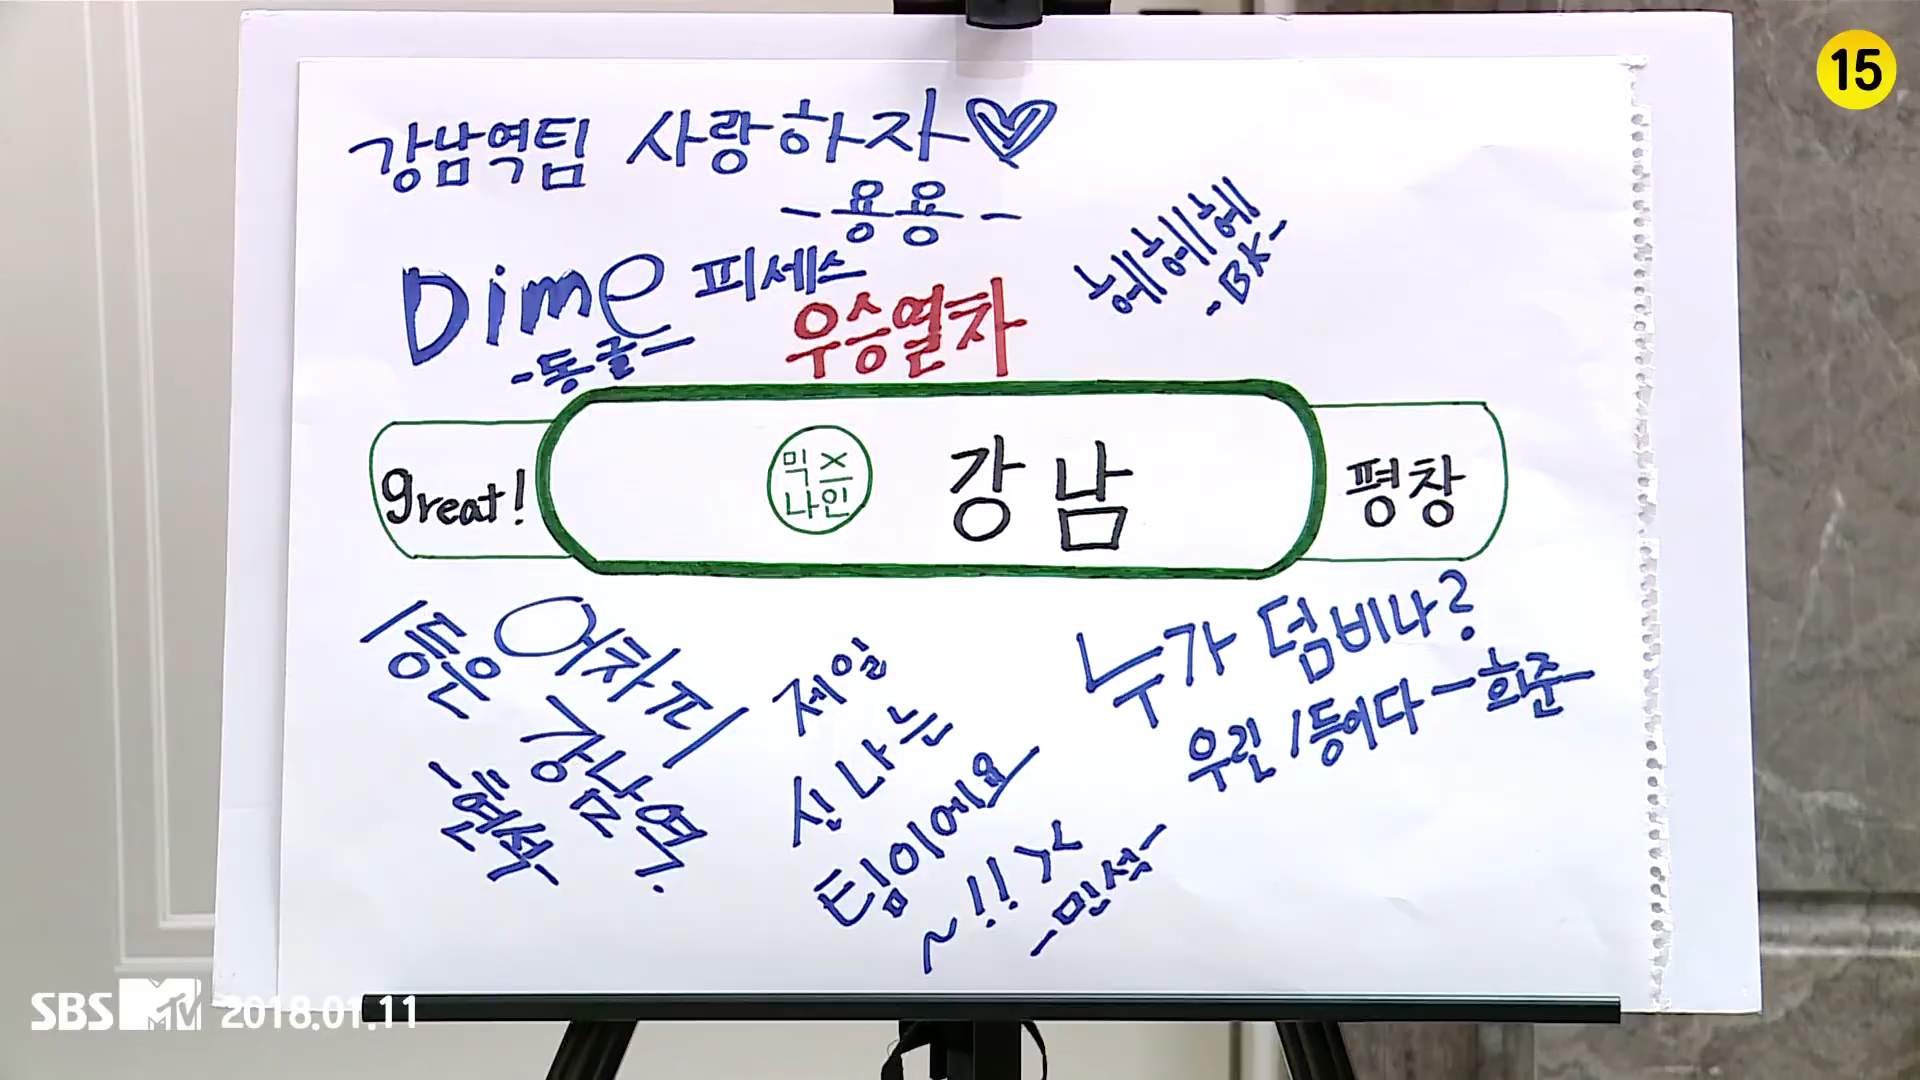 15
강남역팀 사랑하자♡
-용용-
헤헤헤
-BK-
Dime 피세스
-동글-
우승열차
great!
믹 X
나인
강남
평창
1등은 어차피
강남역.
제일
신나는
팀이에요
~!! ><
-민석-
누가 덤비나?
우린 1등이다 -희준-
SBS MTV 2018.01.11